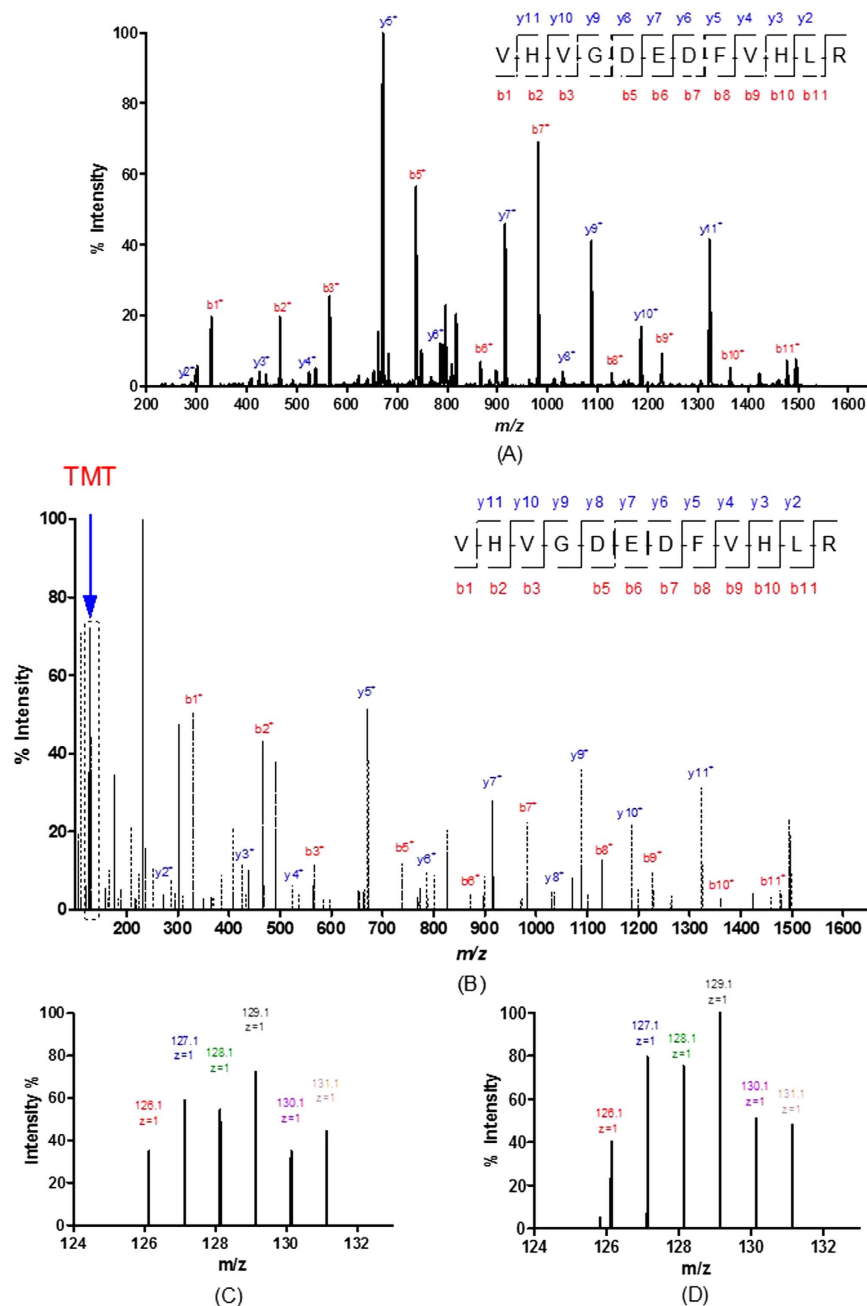 y11 y10 y9 y8 y7 y6 y5 y4 y3 y2
V H V G D E D F V H L R
b1 b2 b3 b5 b6 b7 b8 b9 b10 b11
% Intensity
100
80
60
40
20
0
y5+
b7+
b5+
y7+
y9+
y11+
b3+
b1+
b2+
y10+
y6+
b9+
b6+
y8+
b8+
b10+
b11+
y2+
y3+
y4+
200 300 400 500 600 700 800 900 1000 1100 1200 1300 1400 1500 1600
m/z
(A)
TMT
y11 y10 y9 y8 y7 y6 y5 y4 y3 y2
V H V G D E D F V H L R
b1 b2 b3 b5 b6 b7 b8 b9 b10 b11
% Intensity
100
80
60
40
20
0
b1+
y5+
b2+
y9+
y7+
y11+
b7+
y10+
b3+
b5+
y6+
b8+
b9+
y2+
y3+
y4+
b6+
y8+
b10+
b11+
200 300 400 500 600 700 800 900 1000 1100 1200 1300 1400 1500 1600
m/z
(B)
Intensity %
100
80
60
40
20
0
126.1
z=1
127.1
z=1
128.1
z=1
129.1
z=1
130.1
z=1
131.1
z=1
124 126 128 130 132
m/z
(C)
% Intensity
100
80
60
40
20
0
126.1
z=1
127.1
z=1
128.1
z=1
129.1
z=1
130.1
z=1
131.1
z=1
124 126 128 130 132
m/z
(D)